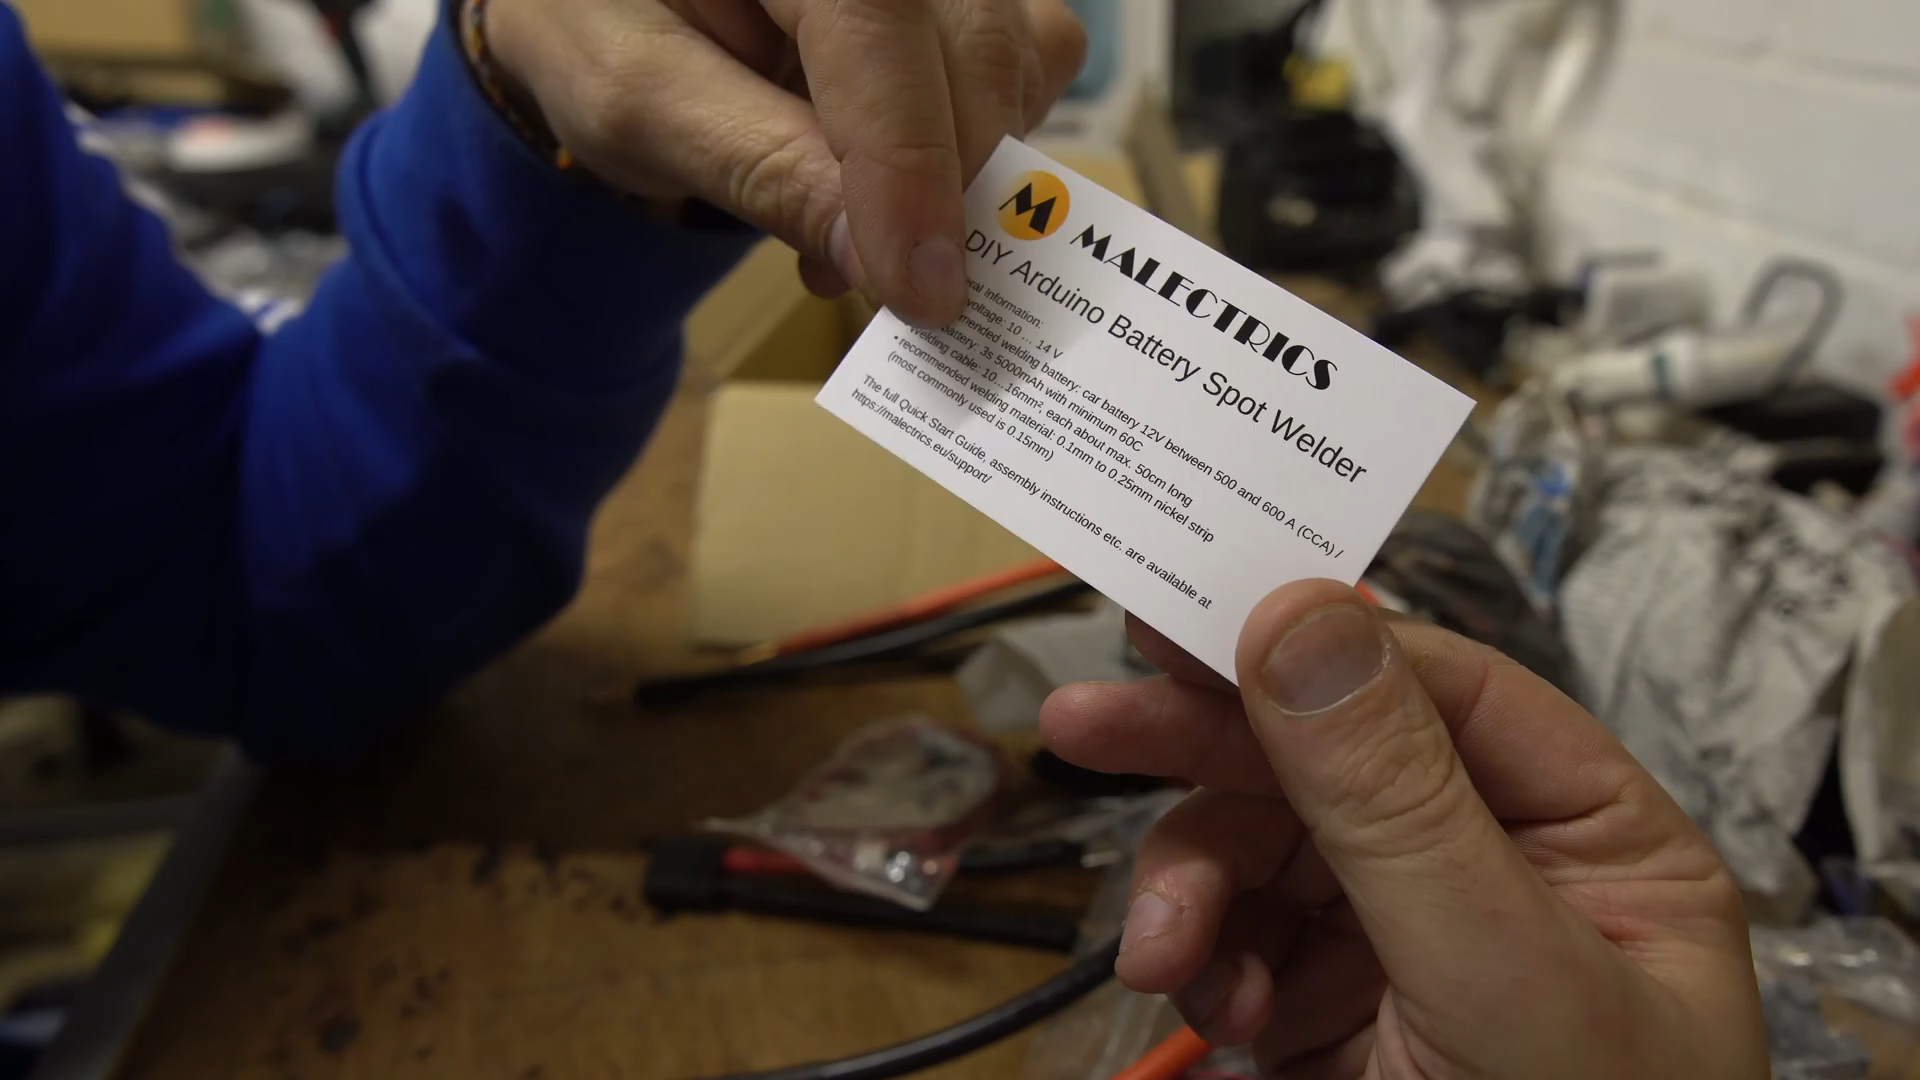 M MALECTRICS
DIY Arduino Battery Spot Welder
Information:
voltage: 10 ... 14 V
welding battery: car battery 12V between 500 and 600 A (CCA) /
battery: 3s 5000mAh with minimum 60C
welding cable: 10...16mm², each about max. 50cm long
• recommended welding material: 0.1mm to 0.25mm nickel strip
(most commonly used is 0.15mm)
The full Quick Start Guide, assembly instructions etc. are available at
https://malectrics.eu/support/